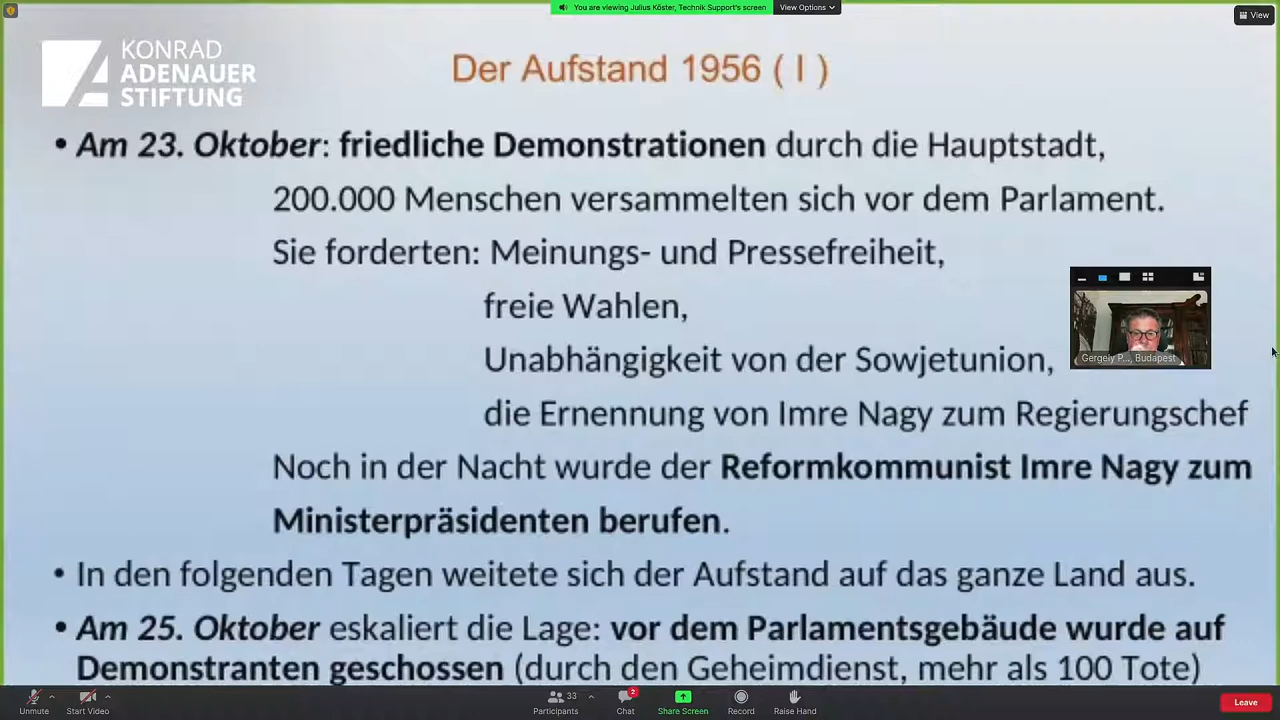 You are viewing Julius Köster, Technik Support's screen
View Options
View
KONRAD
ADENAUER
STIFTUNG
Der Aufstand 1956 ( I )
• Am 23. Oktober: friedliche Demonstrationen durch die Hauptstadt,
200.000 Menschen versammelten sich vor dem Parlament.
Sie forderten: Meinungs- und Pressefreiheit,
freie Wahlen,
Unabhängigkeit von der Sowjetunion,
Gergely P..., Budapest
die Ernennung von Imre Nagy zum Regierungschef
Noch in der Nacht wurde der Reformkommunist Imre Nagy zum
Ministerpräsidenten berufen.
• In den folgenden Tagen weitete sich der Aufstand auf das ganze Land aus.
• Am 25. Oktober eskaliert die Lage: vor dem Parlamentsgebäude wurde auf
Demonstranten geschossen (durch den Geheimdienst, mehr als 100 Tote)
Unmute
Start Video
33
Participants
2
Chat
Share Screen
Record
Raise Hand
Leave